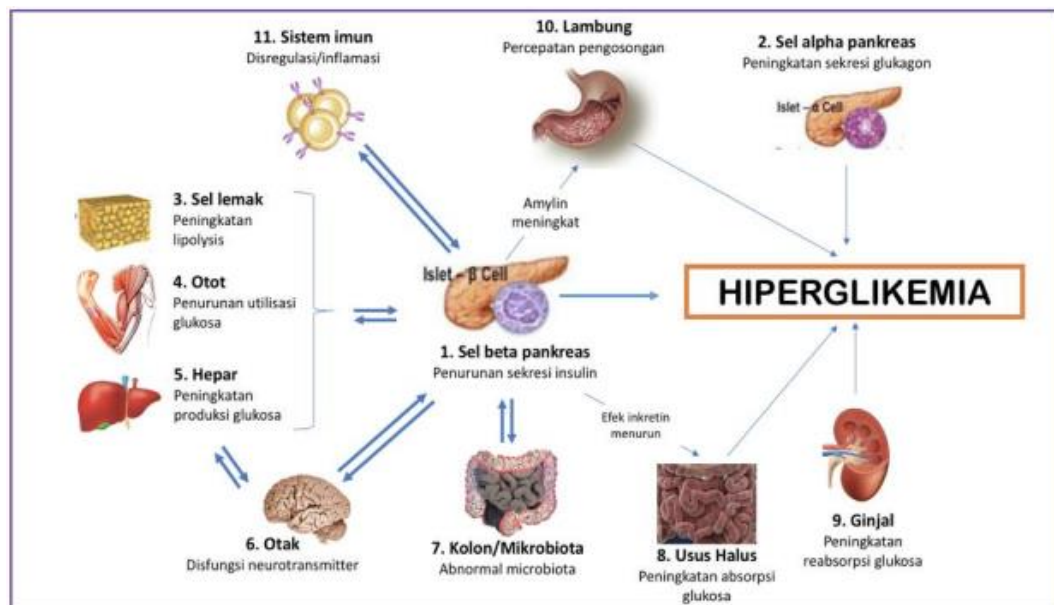 11. Sistem imun
Disregulasi/inflamasi
10. Lambung
Percepatan pengosongan
2. Sel alpha pankreas
Peningkatan sekresi glukagon
Islet – α Cell
3. Sel lemak
Peningkatan
lipolysis
4. Otot
Penurunan utilisasi
glukosa
5. Hepar
Peningkatan
produksi glukosa
Amylin
meningkat
Islet – β Cell
1. Sel beta pankreas
Penurunan sekresi insulin
HIPERGLIKEMIA
Efek inkretin
menurun
6. Otak
Disfungsi neurotransmitter
7. Kolon/Mikrobiota
Abnormal microbiota
8. Usus Halus
Peningkatan absorpsi
glukosa
9. Ginjal
Peningkatan
reabsorpsi glukosa